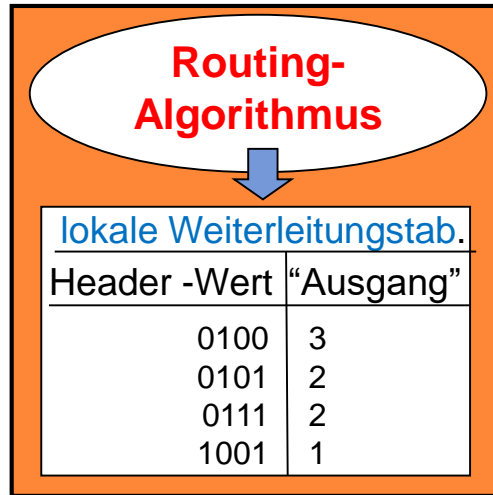 Routing-
Algorithmus
lokale Weiterleitungstab.
Header -Wert “Ausgang”
0100 3
0101 2
0111 2
1001 1